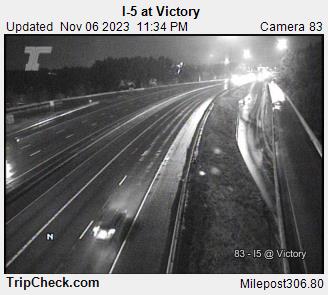 I-5 at Victory
Updated Nov 06 2023 11:34 PM Camera 83
T
N
83 - I5 @ Victory
TripCheck.com Milepost306.80